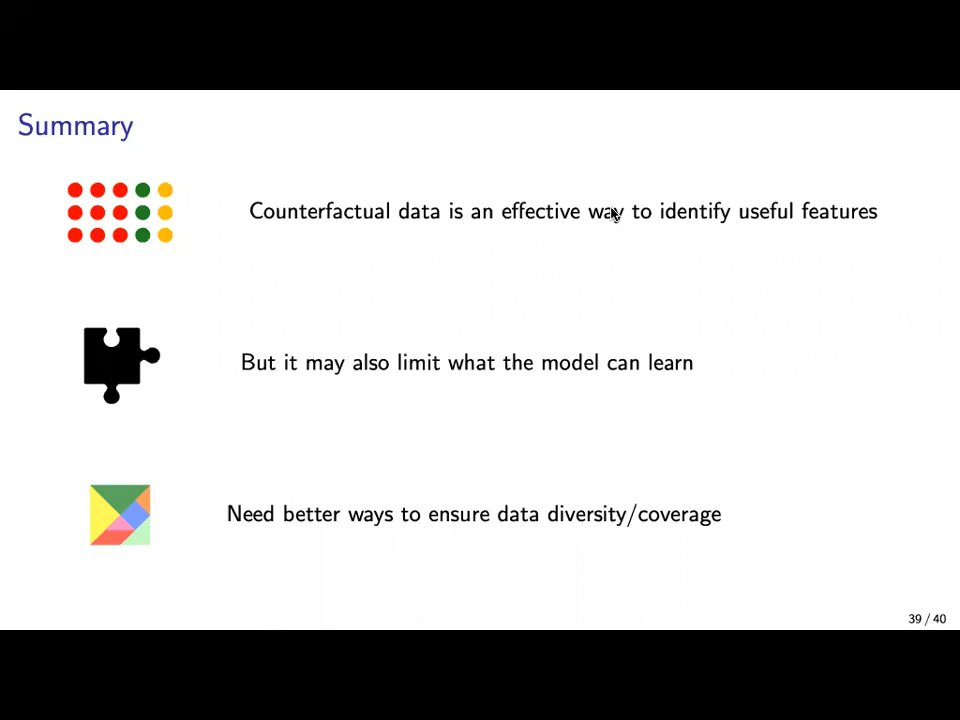 Summary
Counterfactual data is an effective way to identify useful features
But it may also limit what the model can learn
Need better ways to ensure data diversity/coverage
39 / 40